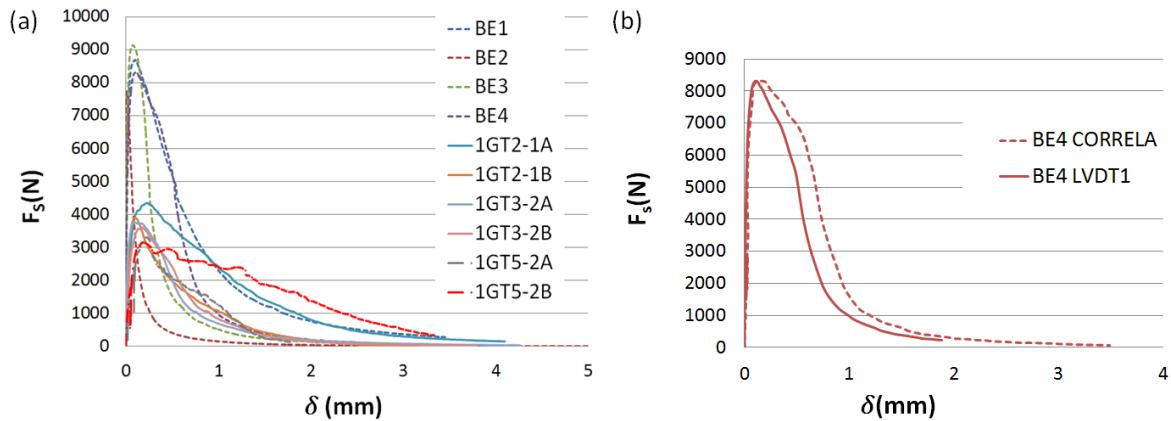 (a)
10000
9000
8000
7000
6000
5000
4000
3000
2000
1000
0
Fs(N)
0 1 2 3 4 5
δ (mm)
BE1
BE2
BE3
BE4
1GT2-1A
1GT2-1B
1GT3-2A
1GT3-2B
1GT5-2A
1GT5-2B
(b)
9000
8000
7000
6000
5000
4000
3000
2000
1000
0
Fs(N)
0 1 2 3 4
δ(mm)
BE4 CORRELA
BE4 LVDT1